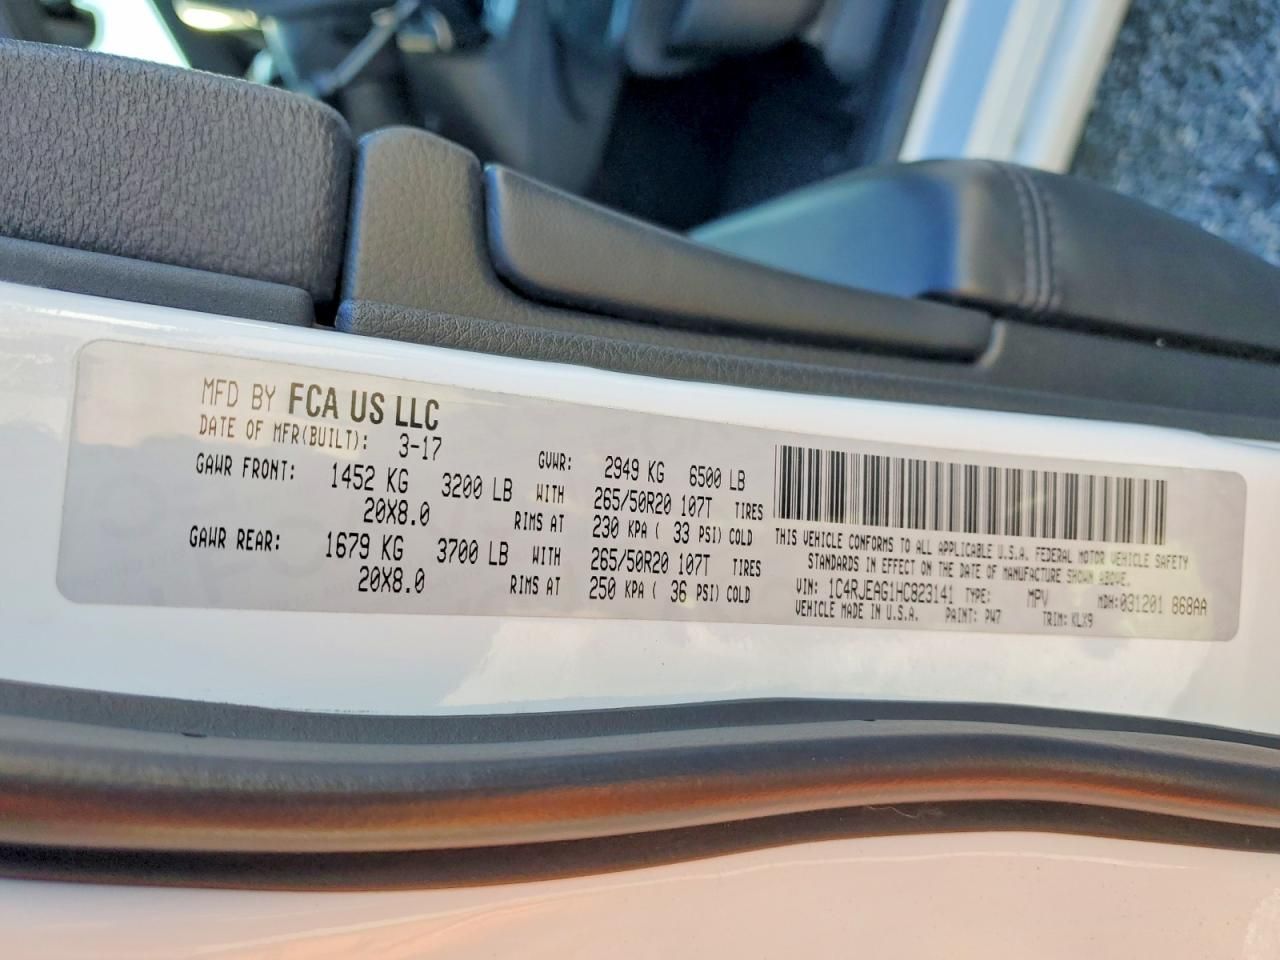 MFD BY FCA US LLC
DATE OF MFR(BUILT): 3-17 GVWR: 2949 KG 6500 LB
GAWR FRONT: 1452 KG 3200 LB WITH 265/50R20 107T TIRES
20X8.0 RIMS AT 230 KPA ( 33 PSI) COLD
GAWR REAR: 1679 KG 3700 LB WITH 265/50R20 107T TIRES
20X8.0 RIMS AT 250 KPA ( 36 PSI) COLD
THIS VEHICLE CONFORMS TO ALL APPLICABLE U.S.A. FEDERAL MOTOR VEHICLE SAFETY
STANDARDS IN EFFECT ON THE DATE OF MANUFACTURE SHOWN ABOVE.
VIN: 1C4RJEAG1HC823141 TYPE: MPV MDH:031201 868AA
VEHICLE MADE IN U.S.A. PAINT: PW7 TRIM: KLX9